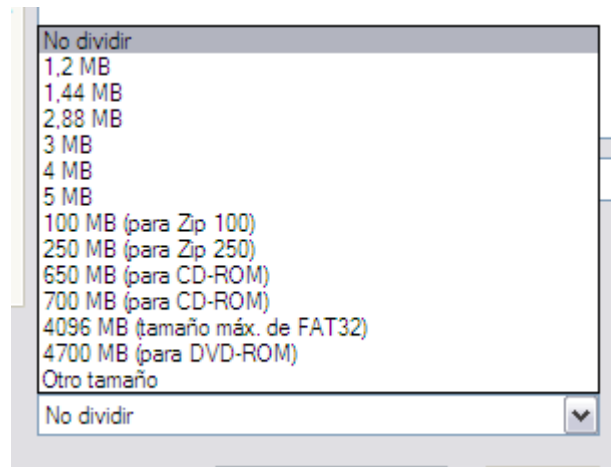 No dividir
1,2 MB
1,44 MB
2,88 MB
3 MB
4 MB
5 MB
100 MB (para Zip 100)
250 MB (para Zip 250)
650 MB (para CD-ROM)
700 MB (para CD-ROM)
4096 MB (tamaño máx. de FAT32)
4700 MB (para DVD-ROM)
Otro tamaño
No dividir